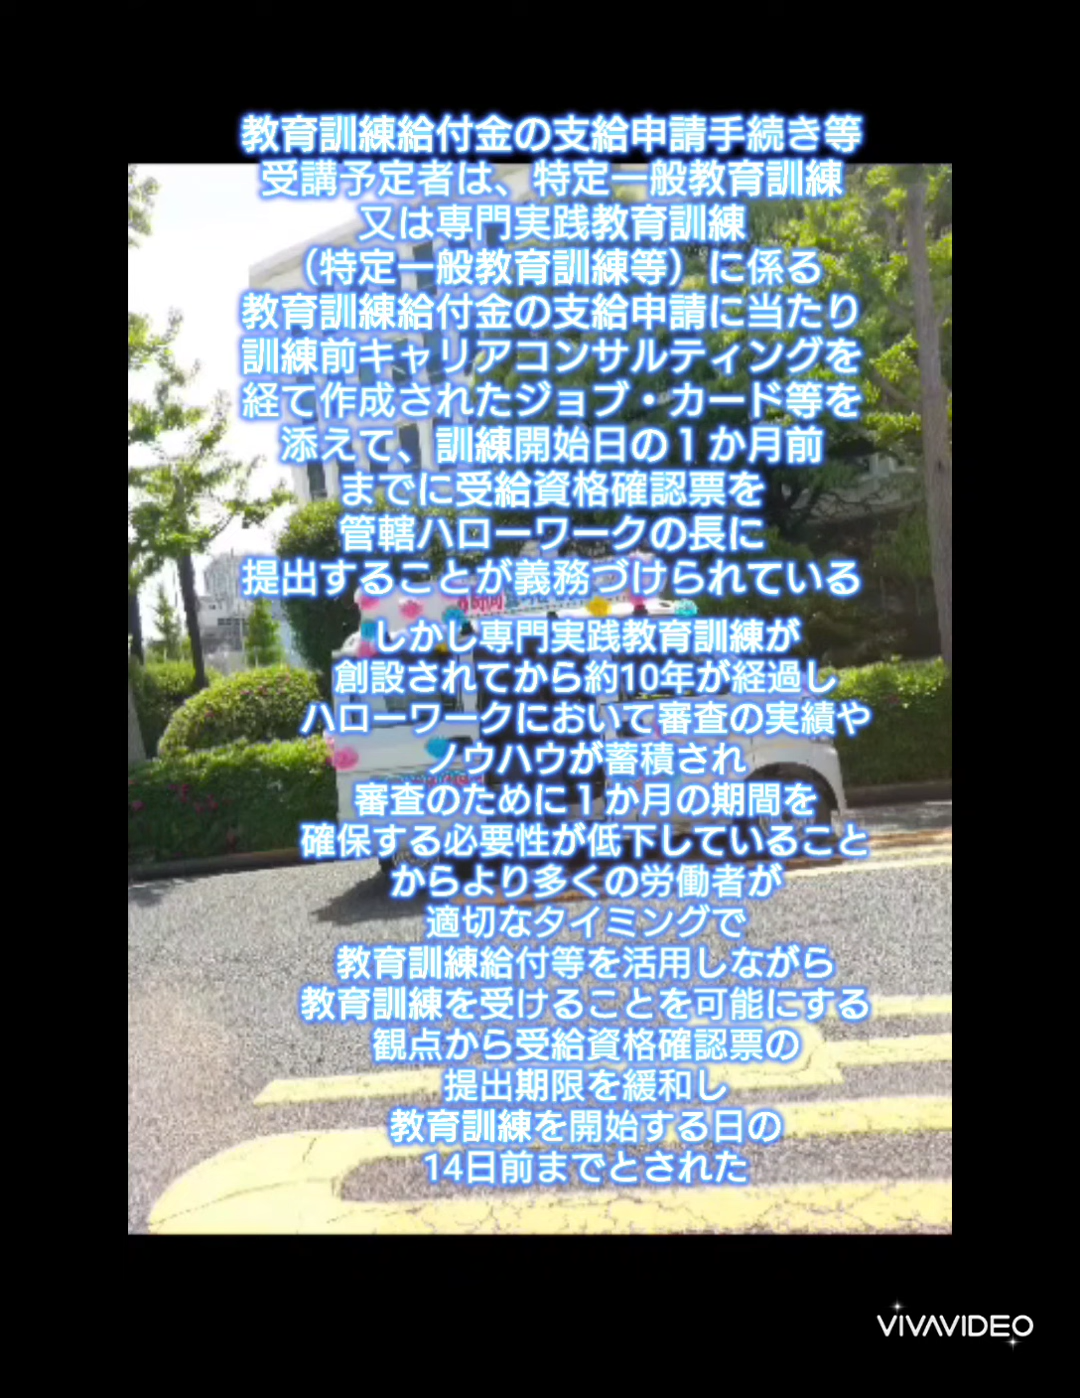 教育訓練給付金の支給申請手続き等
受講予定者は、特定一般教育訓練
又は専門実践教育訓練
（特定一般教育訓練等）に係る
教育訓練給付金の支給申請に当たり
訓練前キャリアコンサルティングを
経て作成されたジョブ・カード等を
添えて、訓練開始日の１か月前
までに受給資格確認票を
管轄ハローワークの長に
提出することが義務づけられている
しかし専門実践教育訓練が
創設されてから約10年が経過し
ハローワークにおいて審査の実績や
ノウハウが蓄積され
審査のために１か月の期間を
確保する必要性が低下していること
からより多くの労働者が
適切なタイミングで
教育訓練給付等を活用しながら
教育訓練を受けることを可能にする
観点から受給資格確認票の
提出期限を緩和し
教育訓練を開始する日の
14日前までとされた
VIVAVIDEO